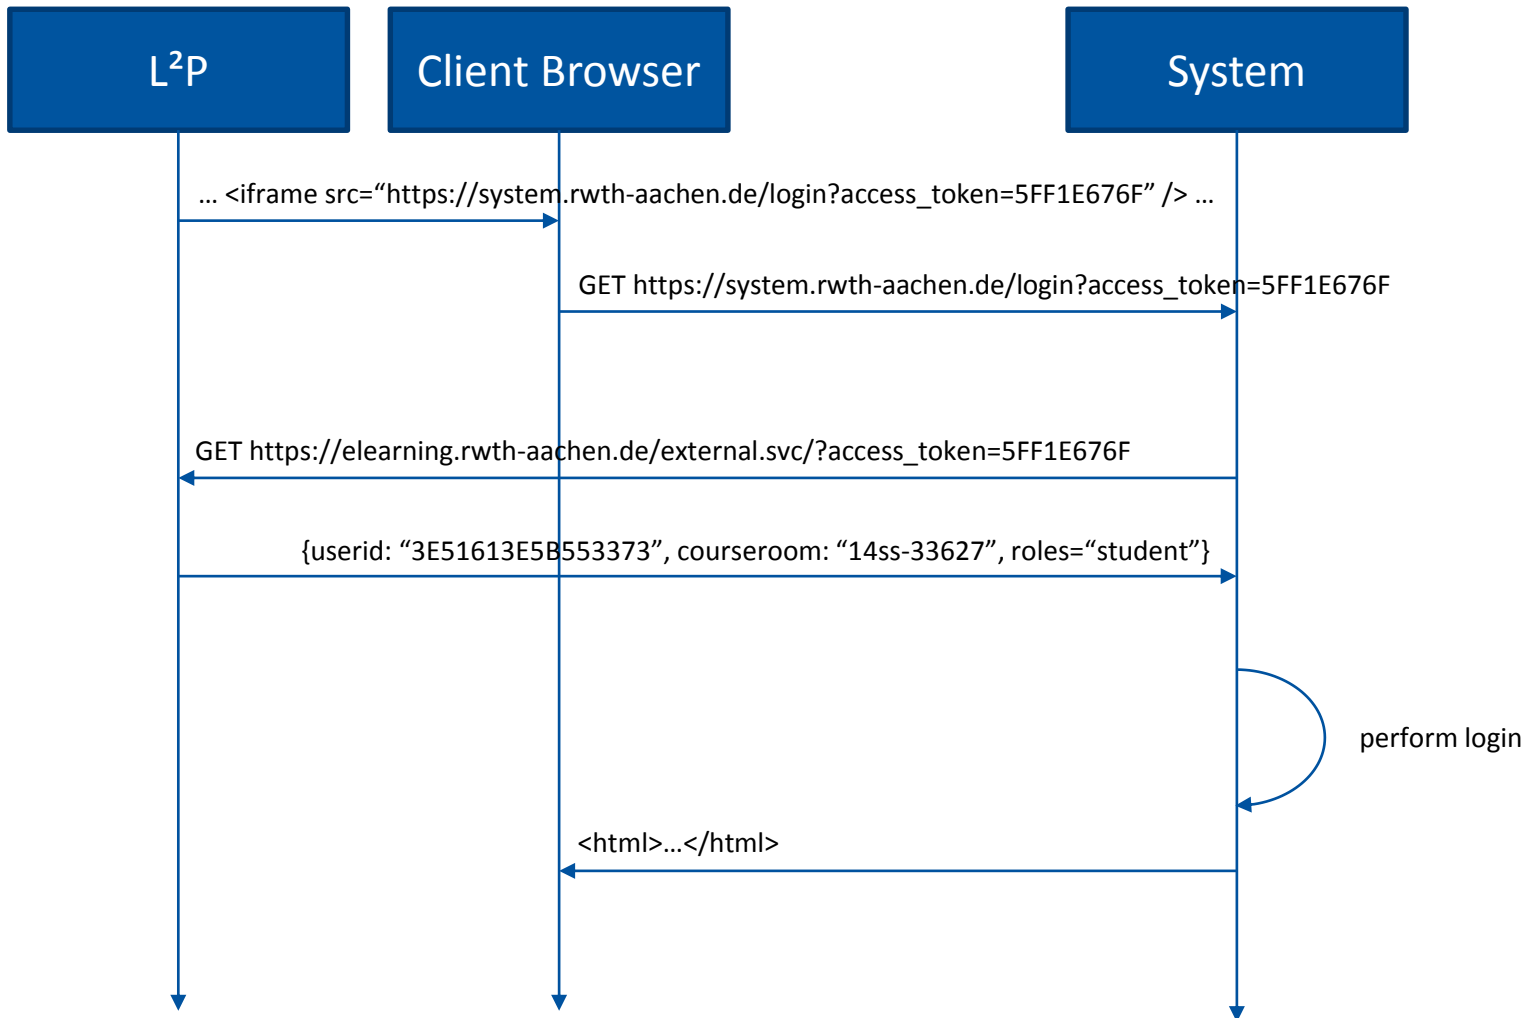 L²P
Client Browser
System
... <iframe src=“https://system.rwth-aachen.de/login?access_token=5FF1E676F” /> ...
GET https://system.rwth-aachen.de/login?access_token=5FF1E676F
GET https://elearning.rwth-aachen.de/external.svc/?access_token=5FF1E676F
{userid: “3E51613E5B553373”, courseroom: “14ss-33627”, roles=“student”}
perform login
<html>...</html>